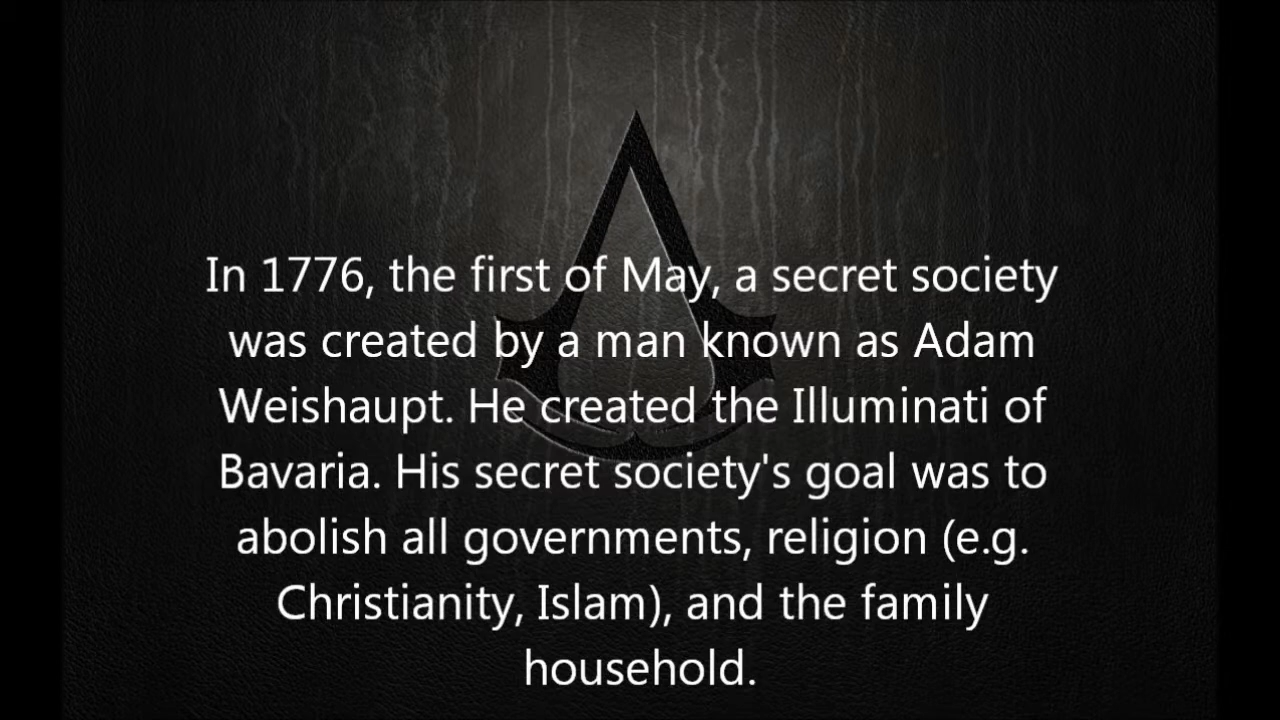 In 1776, the first of May, a secret society
was created by a man known as Adam
Weishaupt. He created the Illuminati of
Bavaria. His secret society's goal was to
abolish all governments, religion (e.g.
Christianity, Islam), and the family
household.